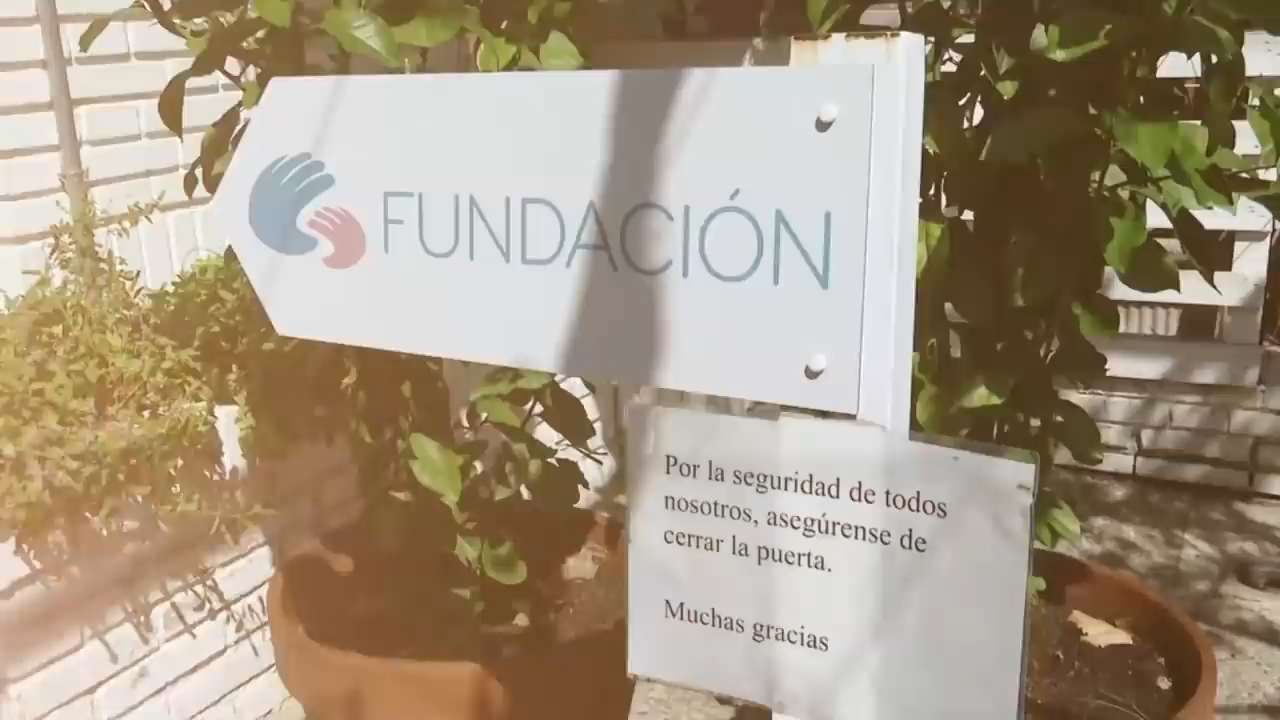 FUNDACIÓN
Por la seguridad de todos
nosotros, asegúrense de
cerrar la puerta.
Muchas gracias